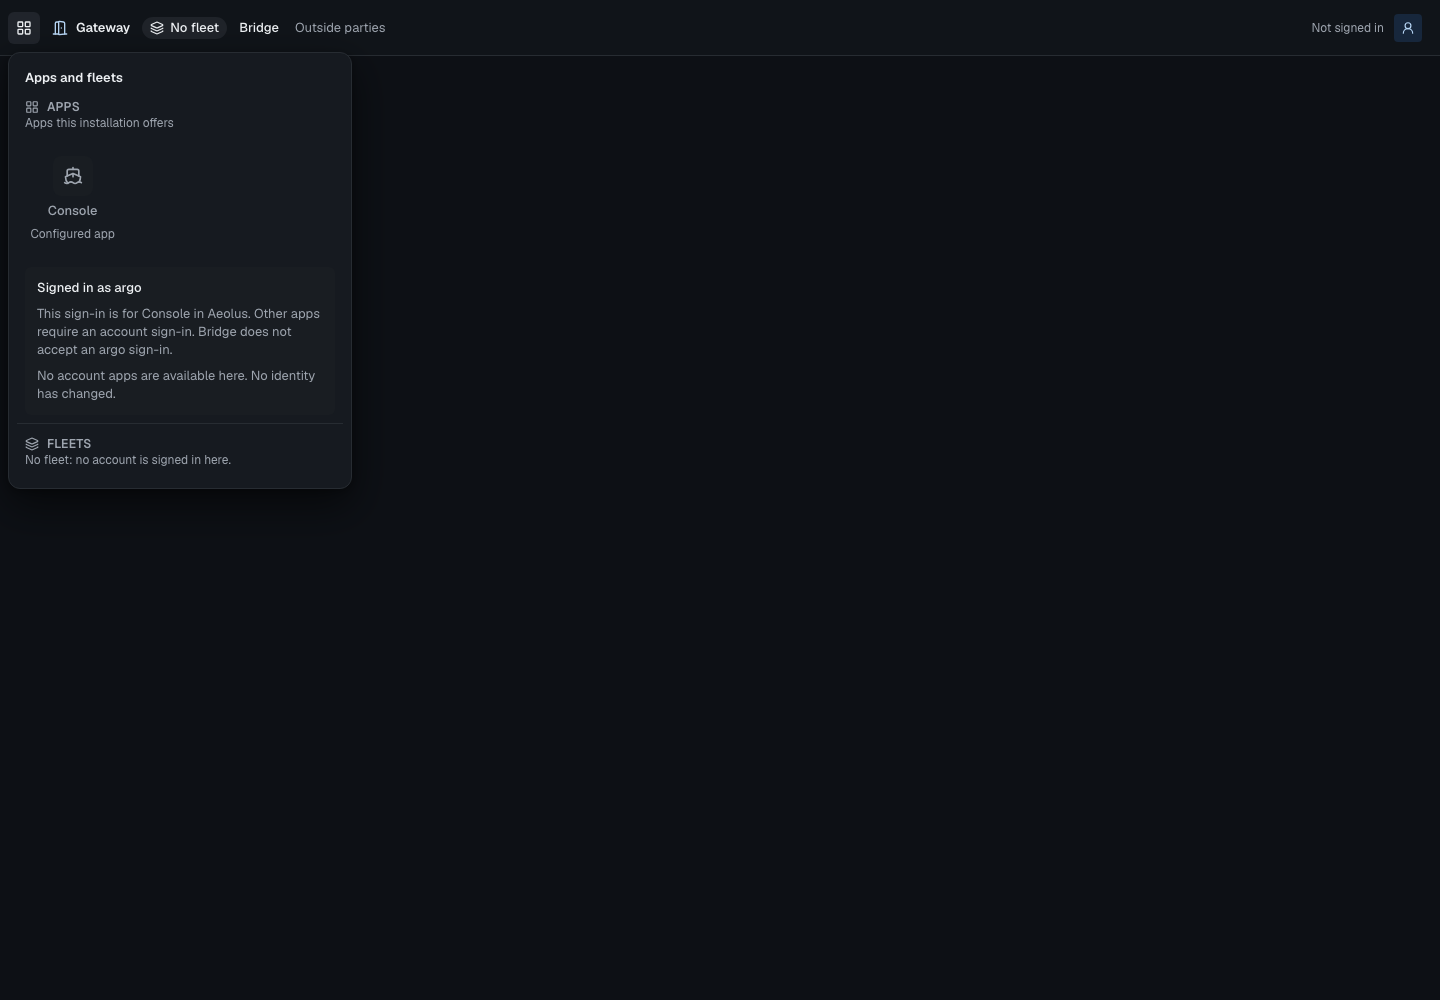 Gateway
No fleet
Bridge
Outside parties
Not signed in
Apps and fleets
APPS
Apps this installation offers
Console
Configured app
Signed in as argo
This sign-in is for Console in Aeolus. Other apps
require an account sign-in. Bridge does not
accept an argo sign-in.
No account apps are available here. No identity
has changed.
FLEETS
No fleet: no account is signed in here.